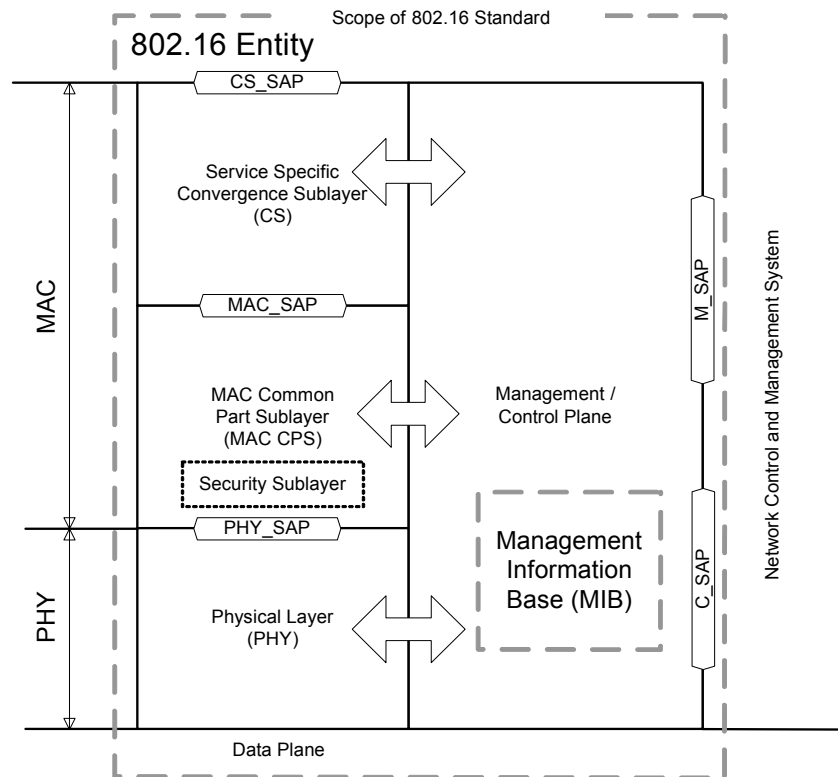 Scope of 802.16 Standard
802.16 Entity
CS_SAP
Service Specific
Convergence Sublayer
(CS)
MAC_SAP
MAC Common
Part Sublayer
(MAC CPS)
Security Sublayer
PHY_SAP
Physical Layer
(PHY)
Data Plane
MAC
PHY
Management /
Control Plane
Management
Information
Base (MIB)
M_SAP
C_SAP
Network Control and Management System